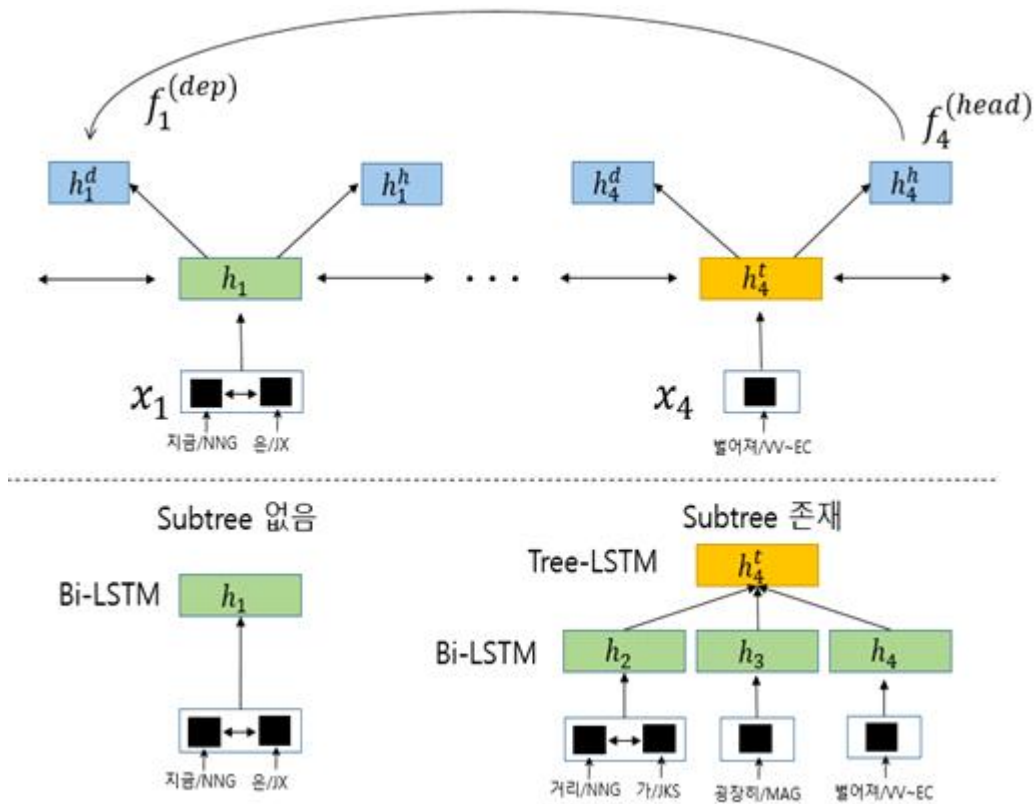 f_1^{(dep)}
f_4^{(head)}
h_1^d h_1^h h_4^d h_4^h
h_1 ... h_4^t
x_1 x_4
지금/NNG 은/JX 벌어져/VV~EC
Subtree 없음 Subtree 존재
Tree-LSTM h_4^t
Bi-LSTM h_1
Bi-LSTM h_2 h_3 h_4
지금/NNG 은/JX 거리/NNG 가/JKS 굉장히/MAG 벌어져/VV~EC